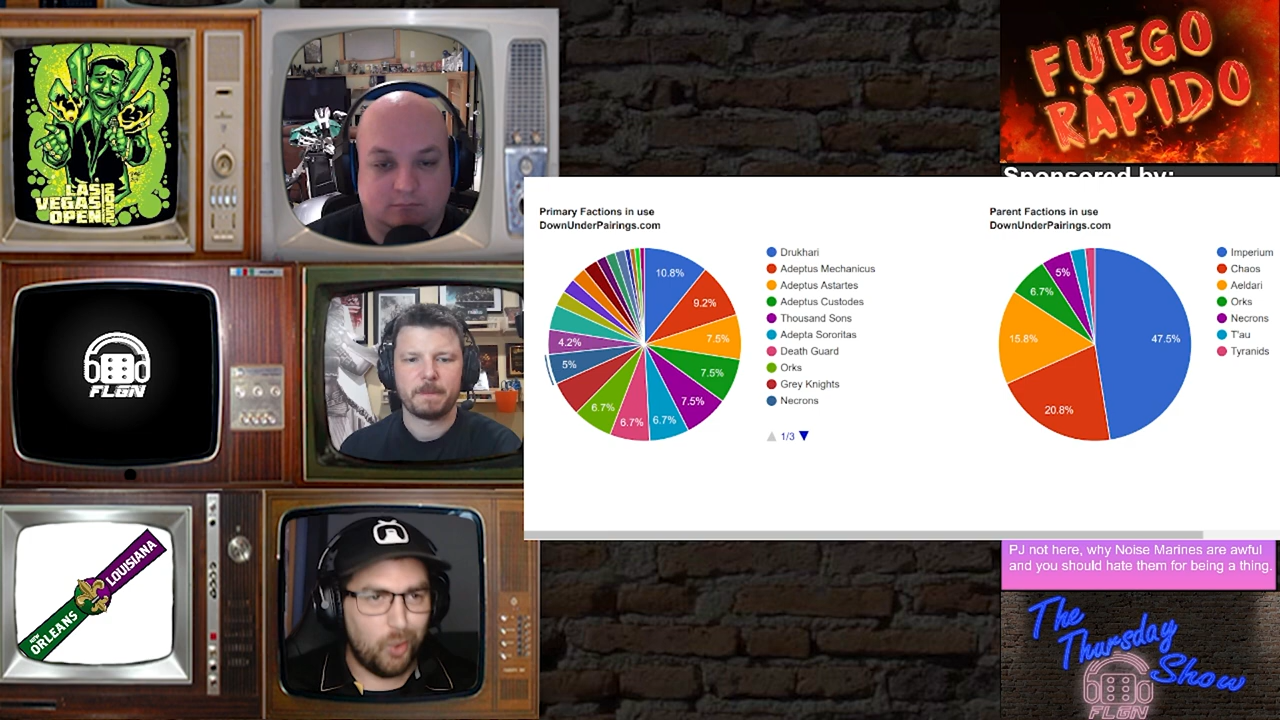 LAS
VEGAS
OPEN
FLGN
NEW
ORLEANS
LOUISIANA
Primary Factions in use
DownUnderPairings.com
10.8%
9.2%
7.5%
7.5%
7.5%
6.7%
6.7%
6.7%
5%
4.2%
Drukhari
Adeptus Mechanicus
Adeptus Astartes
Adeptus Custodes
Thousand Sons
Adepta Sororitas
Death Guard
Orks
Grey Knights
Necrons
1/3
Parent Factions in use
DownUnderPairings.com
47.5%
20.8%
15.8%
6.7%
5%
Imperium
Chaos
Aeldari
Orks
Necrons
T'au
Tyranids
FUEGO
RÀPIDO
Sponsored by:
PJ not here, why Noise Marines are awful
and you should hate them for being a thing.
The
Thursday
Show
FLGN